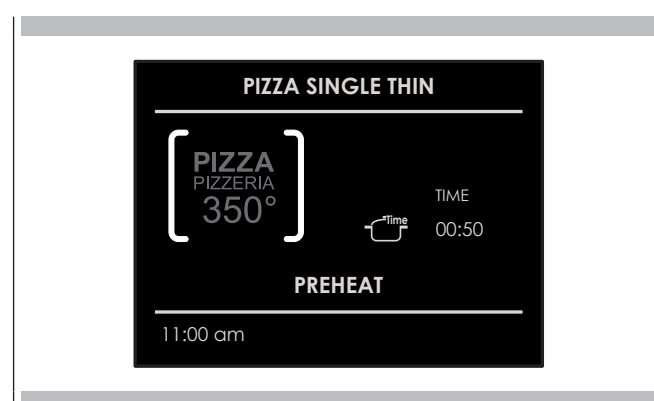 PIZZA SINGLE THIN
PIZZA
PIZZERIA
350°
TIME
Time
00:50
PREHEAT
11:00 am